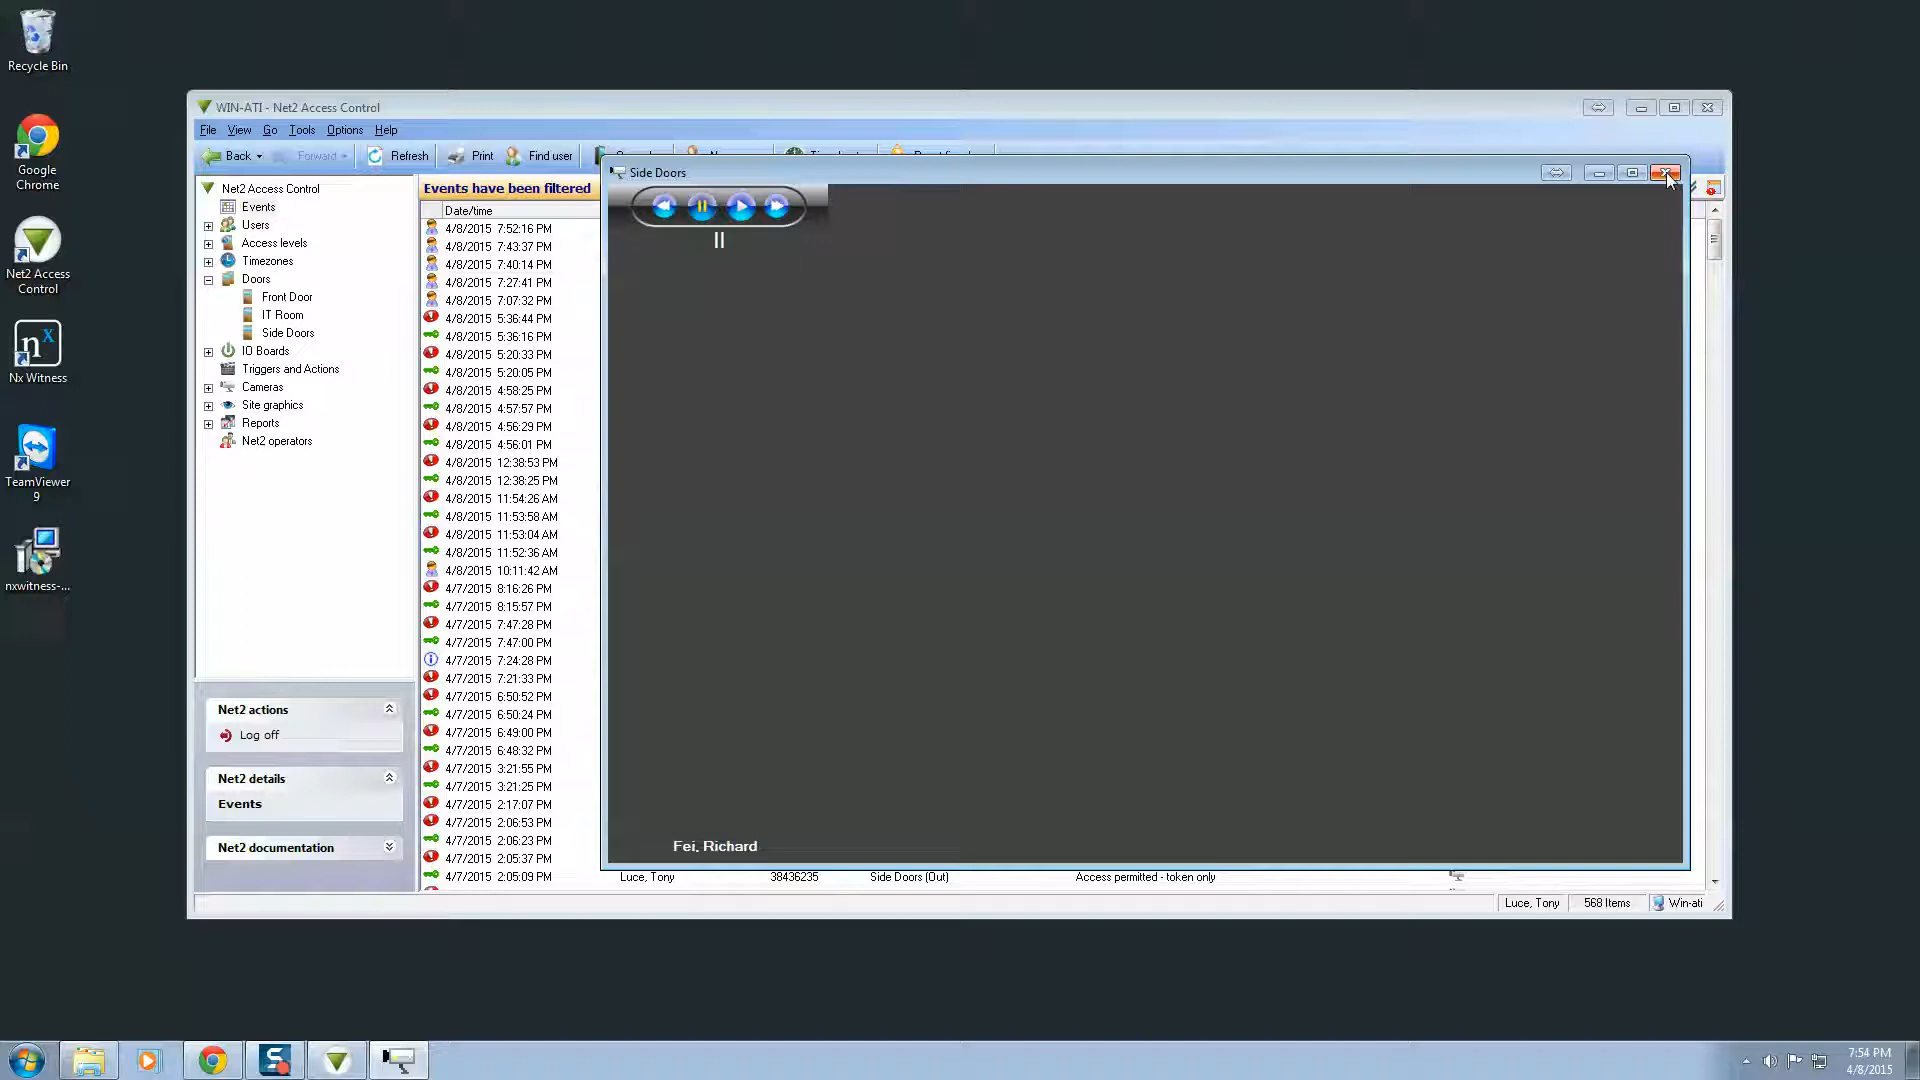 Recycle Bin
Google
Chrome
Net2 Access
Control
Nx Witness
TeamViewer
9
nxwitness-...
WIN-ATI - Net2 Access Control
File View Go Tools Options Help
Back Forward Refresh Print Find user
Net2 Access Control
Events
Users
Access levels
Timezones
Doors
Front Door
IT Room
Side Doors
IO Boards
Triggers and Actions
Cameras
Site graphics
Reports
Net2 operators
Net2 actions
Log off
Net2 details
Events
Net2 documentation
Events have been filtered
Date/time
4/8/2015 7:52:16 PM
4/8/2015 7:43:37 PM
4/8/2015 7:40:14 PM
4/8/2015 7:27:41 PM
4/8/2015 7:07:32 PM
4/8/2015 5:36:44 PM
4/8/2015 5:36:16 PM
4/8/2015 5:20:33 PM
4/8/2015 5:20:05 PM
4/8/2015 4:58:25 PM
4/8/2015 4:57:57 PM
4/8/2015 4:56:29 PM
4/8/2015 4:56:01 PM
4/8/2015 12:38:53 PM
4/8/2015 12:38:25 PM
4/8/2015 11:54:26 AM
4/8/2015 11:53:58 AM
4/8/2015 11:53:04 AM
4/8/2015 11:52:36 AM
4/8/2015 10:11:42 AM
4/7/2015 8:16:26 PM
4/7/2015 8:15:57 PM
4/7/2015 7:47:28 PM
4/7/2015 7:47:00 PM
4/7/2015 7:24:28 PM
4/7/2015 7:21:33 PM
4/7/2015 6:50:52 PM
4/7/2015 6:50:24 PM
4/7/2015 6:49:00 PM
4/7/2015 6:48:32 PM
4/7/2015 3:21:55 PM
4/7/2015 3:21:25 PM
4/7/2015 2:17:07 PM
4/7/2015 2:06:53 PM
4/7/2015 2:06:23 PM
4/7/2015 2:05:37 PM
4/7/2015 2:05:09 PM Luce, Tony 38436235 Side Doors (Out) Access permitted - token only
Side Doors
Fei, Richard
Luce, Tony 568 Items Win-ati
7:54 PM
4/8/2015